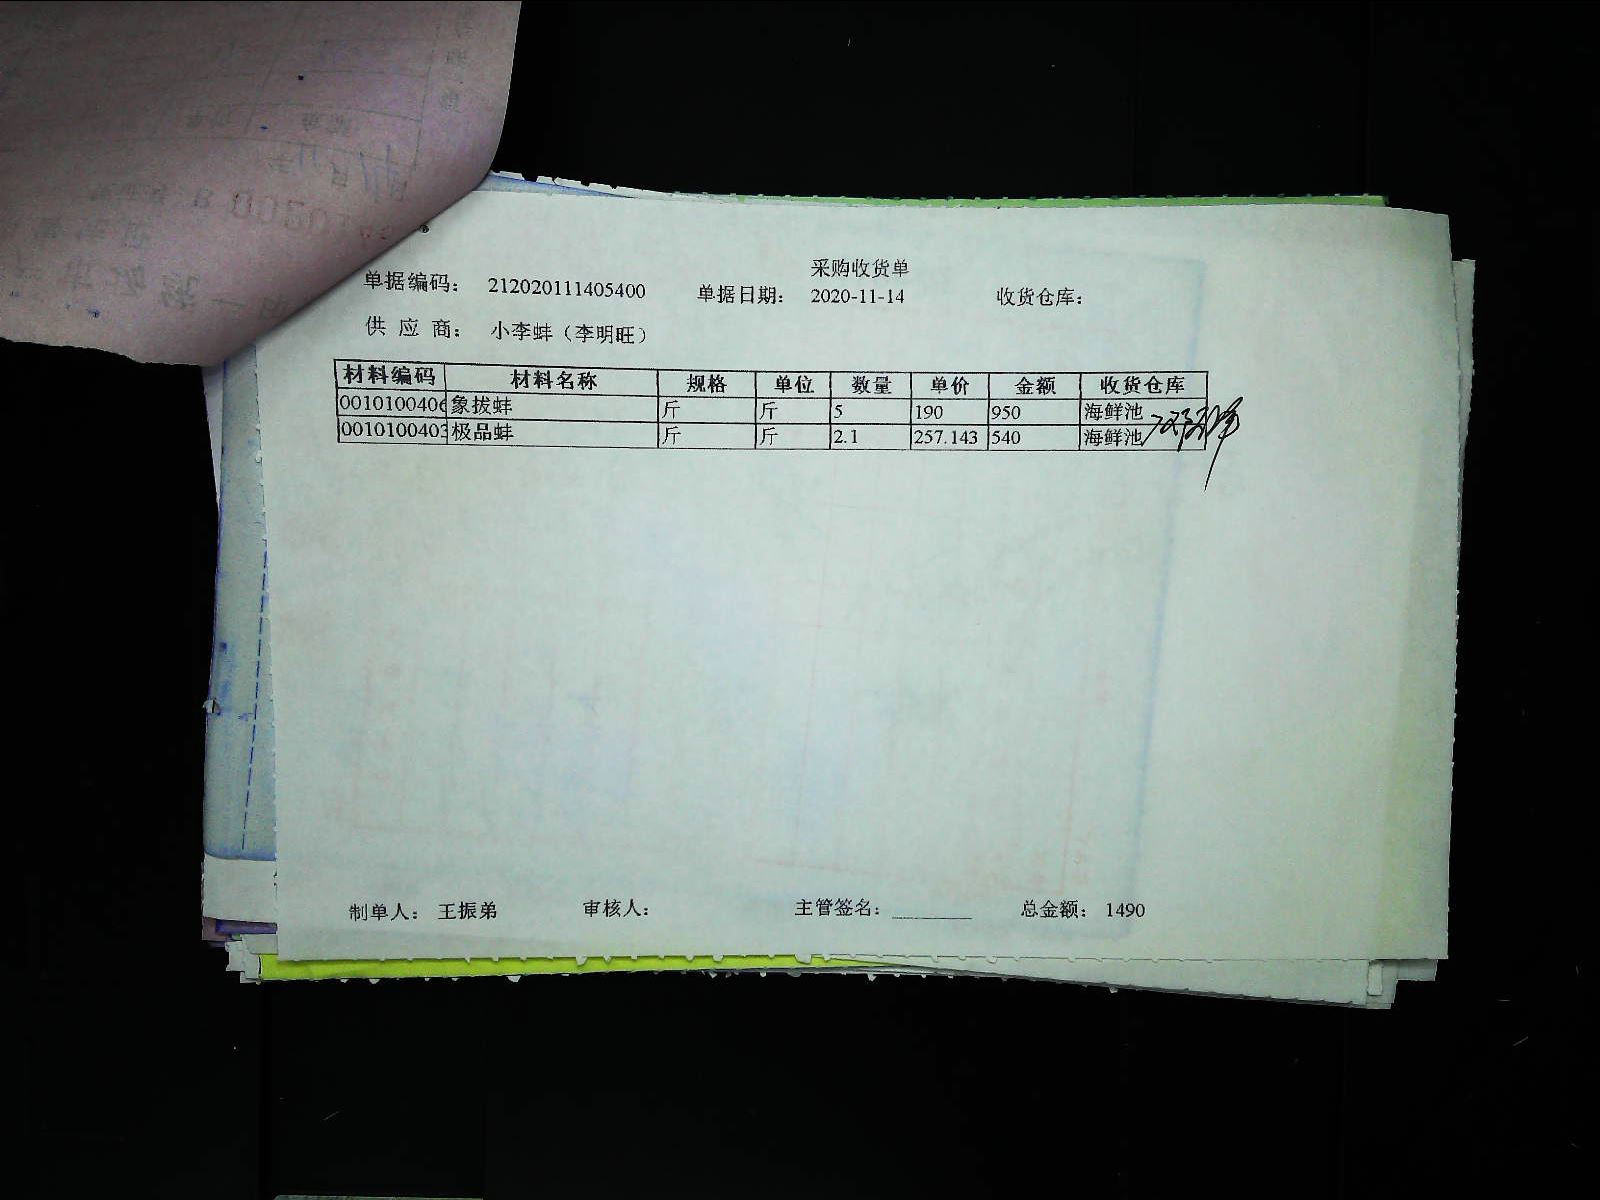 采购收货单
单据编码： 212020111405400 单据日期： 2020-11-14 收货仓库：
供 应 商： 小李蚌（李明旺）
材料编码 材料名称 规格 单位 数量 单价 金额 收货仓库
0010100406 象拔蚌 斤 斤 5 190 950 海鲜池
0010100403 极品蚌 斤 斤 2.1 257.143 540 海鲜池
制单人： 王振弟 审核人： 主管签名： ________ 总金额： 1490